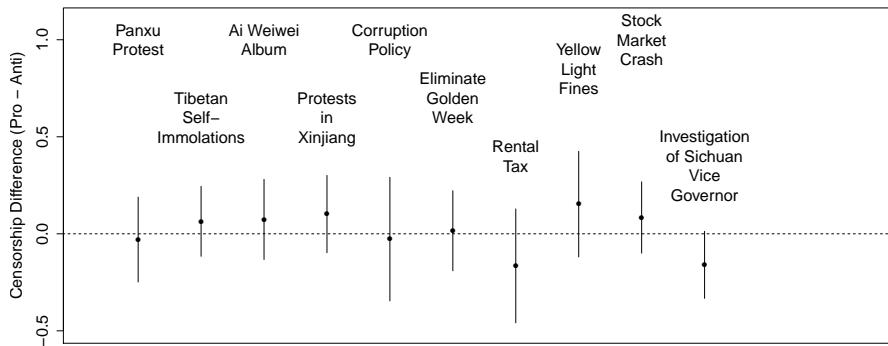 Censorship Difference (Pro − Anti)
1.0
0.5
0.0
−0.5
Panxu
Protest
Tibetan
Self−
Immolations
Ai Weiwei
Album
Protests
in
Xinjiang
Corruption
Policy
Eliminate
Golden
Week
Rental
Tax
Yellow
Light
Fines
Stock
Market
Crash
Investigation
of Sichuan
Vice
Governor